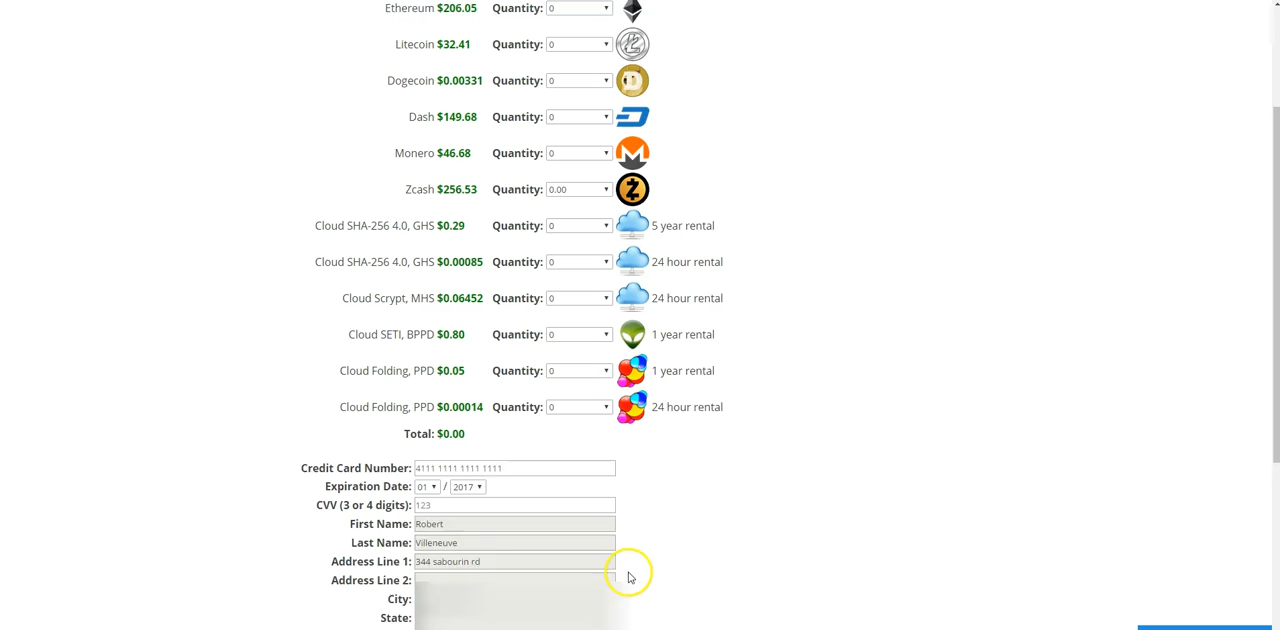 Ethereum $206.05 Quantity: 0
Litecoin $32.41 Quantity: 0
Dogecoin $0.00331 Quantity: 0
Dash $149.68 Quantity: 0
Monero $46.68 Quantity: 0
Zcash $256.53 Quantity: 0.00
Cloud SHA-256 4.0, GHS $0.29 Quantity: 0 5 year rental
Cloud SHA-256 4.0, GHS $0.00085 Quantity: 0 24 hour rental
Cloud Scrypt, MHS $0.06452 Quantity: 0 24 hour rental
Cloud SETI, BPPD $0.80 Quantity: 0 1 year rental
Cloud Folding, PPD $0.05 Quantity: 0 1 year rental
Cloud Folding, PPD $0.00014 Quantity: 0 24 hour rental
Total: $0.00
Credit Card Number: 4111 1111 1111 1111
Expiration Date: 01 / 2017
CVV (3 or 4 digits): 123
First Name: Robert
Last Name: Villeneuve
Address Line 1: 344 sabourin rd
Address Line 2:
City:
State: